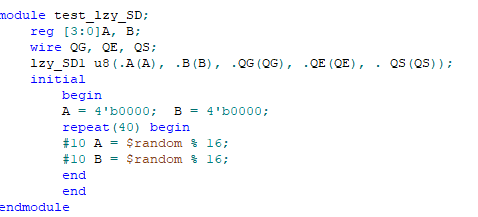 module test_lzy_SD;
reg [3:0]A, B;
wire QG, QE, QS;
lzy_SD1 u8(.A(A), .B(B), .QG(QG), .QE(QE), . QS(QS));
initial
begin
A = 4'b0000; B = 4'b0000;
repeat(40) begin
#10 A = $random % 16;
#10 B = $random % 16;
end
end
endmodule